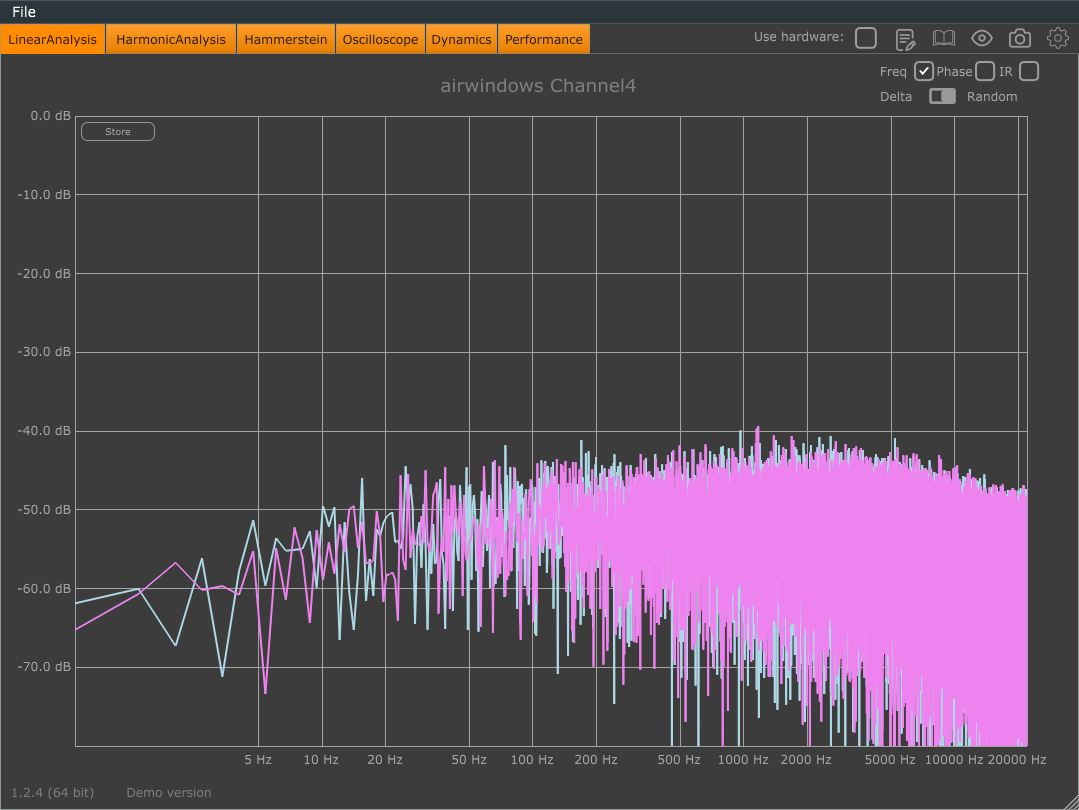 File
LinearAnalysis HarmonicAnalysis Hammerstein Oscilloscope Dynamics Performance Use hardware:
Freq Phase IR
airwindows Channel4
Delta Random
0.0 dB
Store
-10.0 dB
-20.0 dB
-30.0 dB
-40.0 dB
-50.0 dB
-60.0 dB
-70.0 dB
5 Hz 10 Hz 20 Hz 50 Hz 100 Hz 200 Hz 500 Hz 1000 Hz 2000 Hz 5000 Hz 10000 Hz 20000 Hz
1.2.4 (64 bit) Demo version